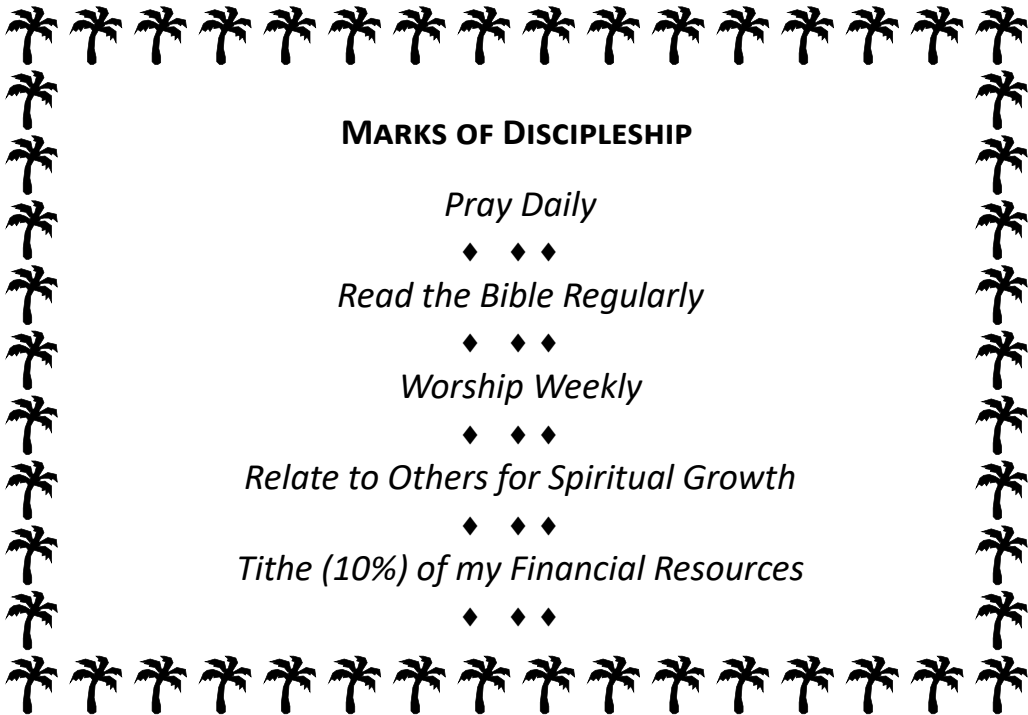 MARKS OF DISCIPLESHIP
Pray Daily
♦ ♦ ♦
Read the Bible Regularly
♦ ♦ ♦
Worship Weekly
♦ ♦ ♦
Relate to Others for Spiritual Growth
♦ ♦ ♦
Tithe (10%) of my Financial Resources
♦ ♦ ♦